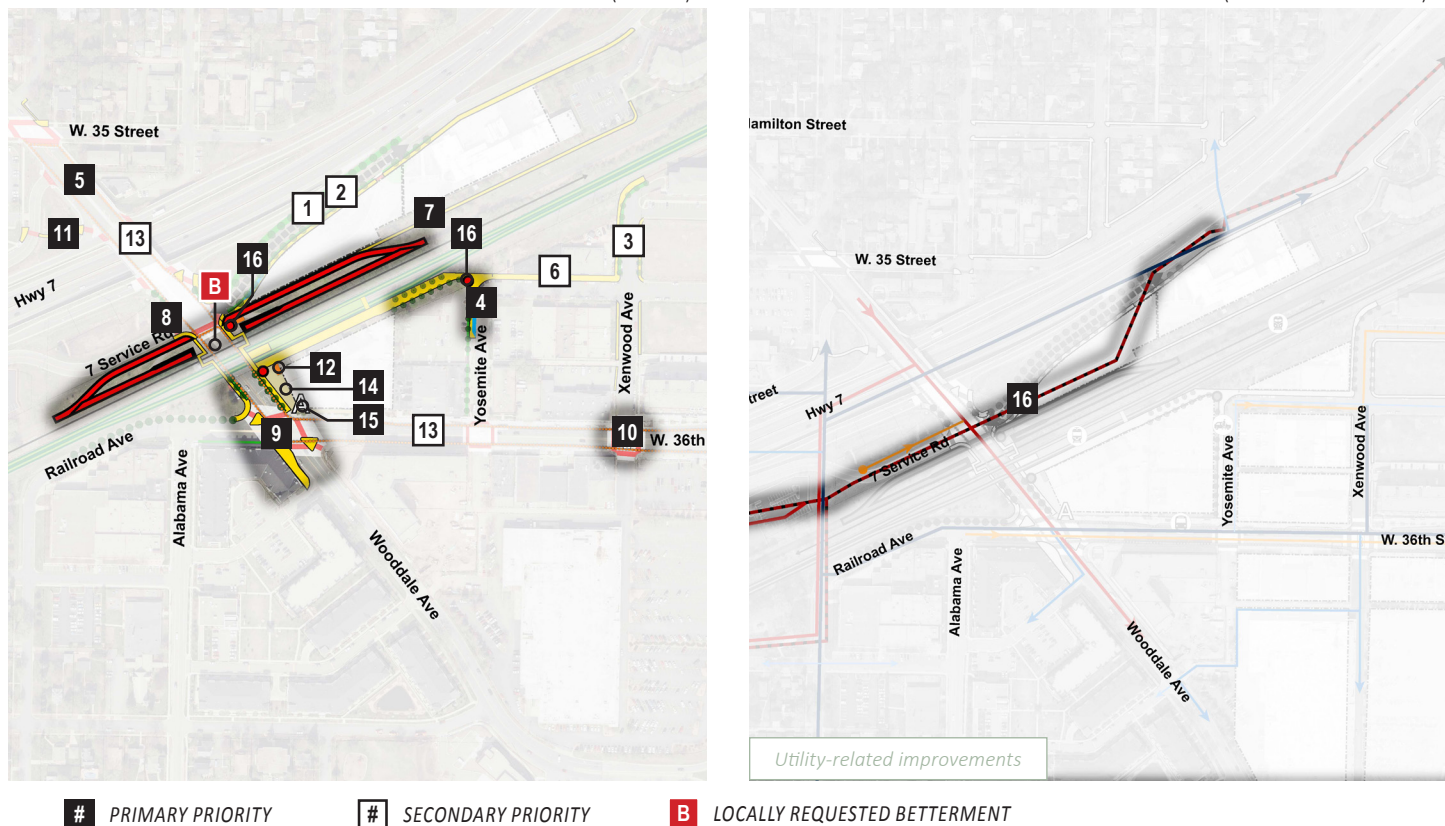 W. 35 Street
5
2
1
7
11
13
16
16
3
6
B
Hwy 7
8
4
7 Service Rd
12
Xenwood Ave
14
15
Yosemite Ave
9
13
10
W. 36th
Railroad Ave
Alabama Ave
Wooddale Ave
Hamilton Street
W. 35 Street
Hwy 7
16
7 Service Rd
Yosemite Ave
Xenwood Ave
A
Railroad Ave
W. 36th S
Alabama Ave
Wooddale Ave
Utility-related improvements
# PRIMARY PRIORITY
# SECONDARY PRIORITY
B LOCALLY REQUESTED BETTERMENT